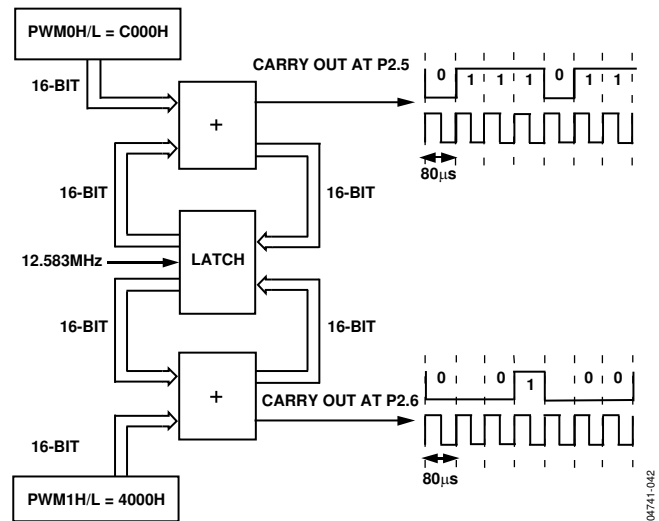 PWM0H/L = C000H
16-BIT
CARRY OUT AT P2.5
0 1 1 1 0 1 1
80µs
16-BIT
16-BIT
12.583MHz
LATCH
16-BIT
16-BIT
CARRY OUT AT P2.6
0 0 1 0 0
80µs
16-BIT
PWM1H/L = 4000H
+
+
04741-042